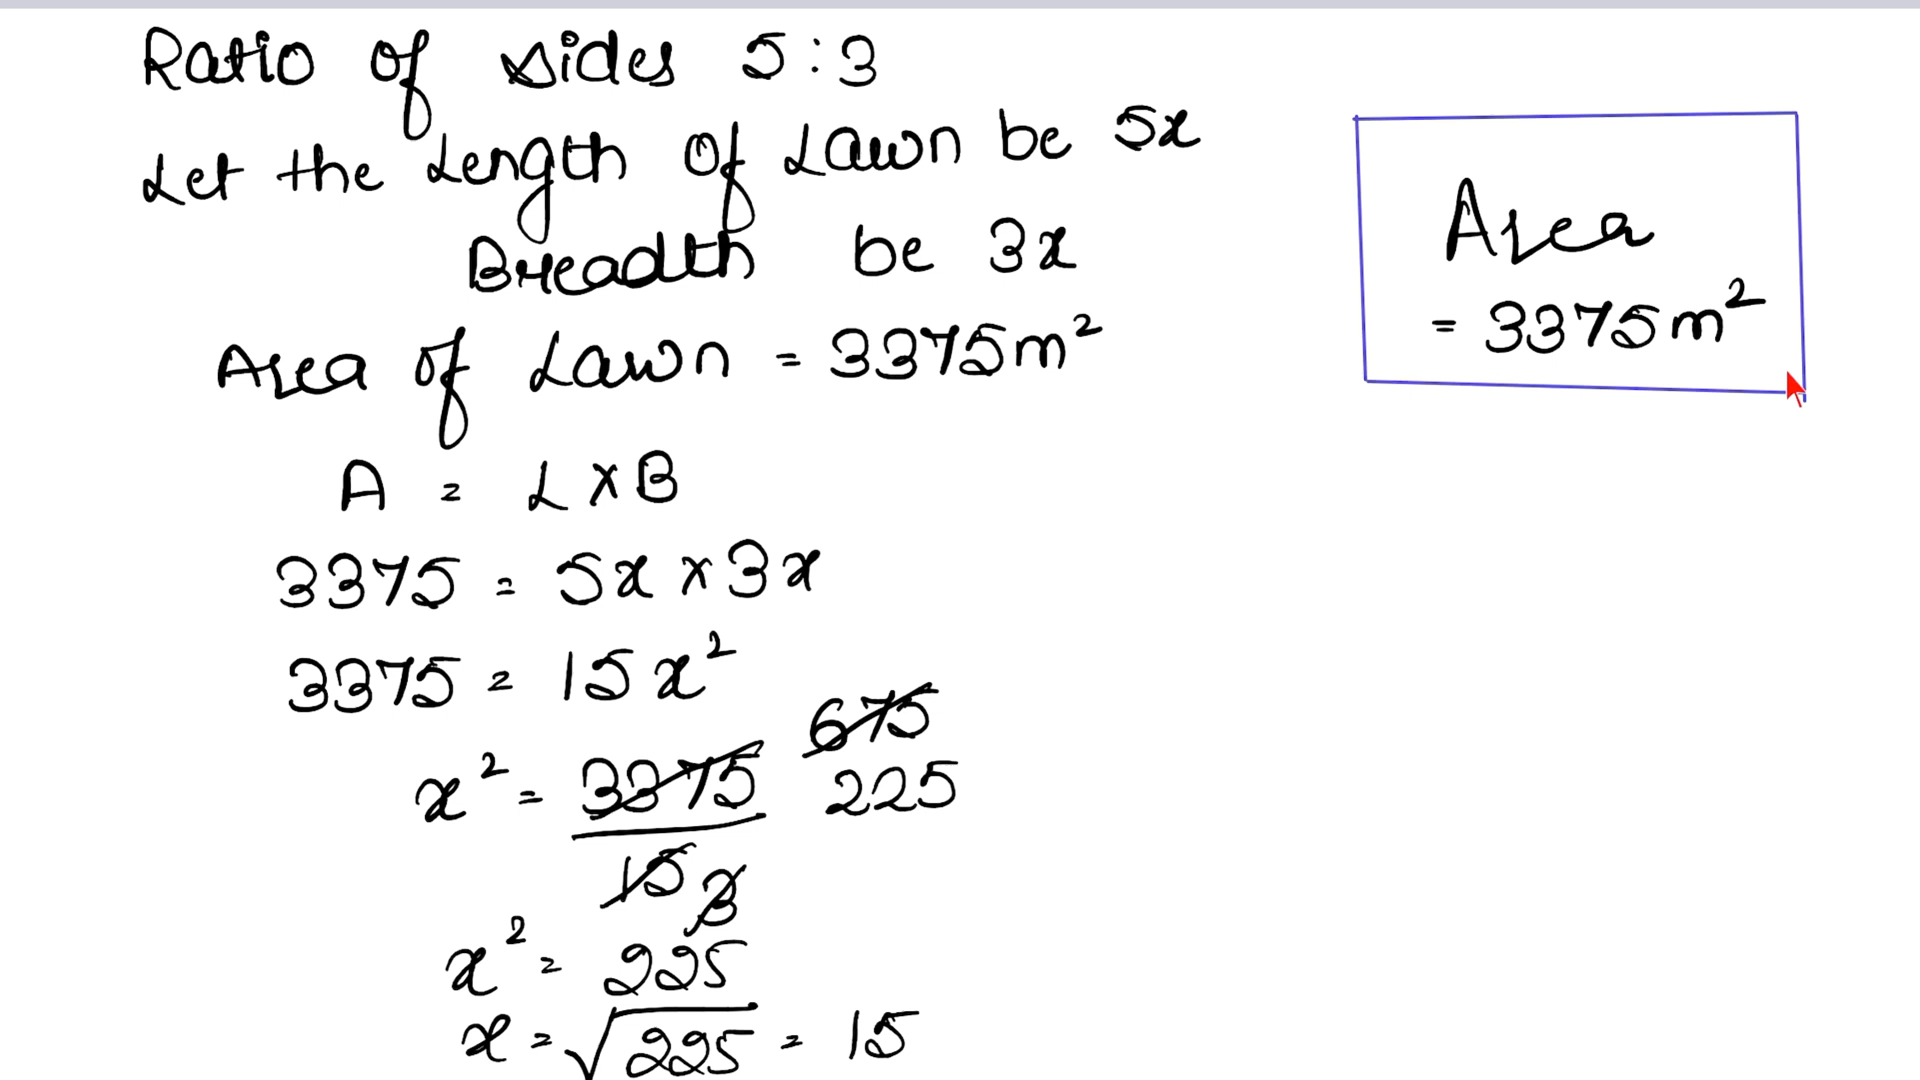 Ratio of sides 5:3
Let the Length Of Lawn be 5x
Breadth be 3x
Area of Lawn = 3375m²
A = L×B
3375 = 5x × 3x
3375 = 15x²
x² = 3375/15 675 225 3
x² = 225
x = √225 = 15
Area
= 3375m²